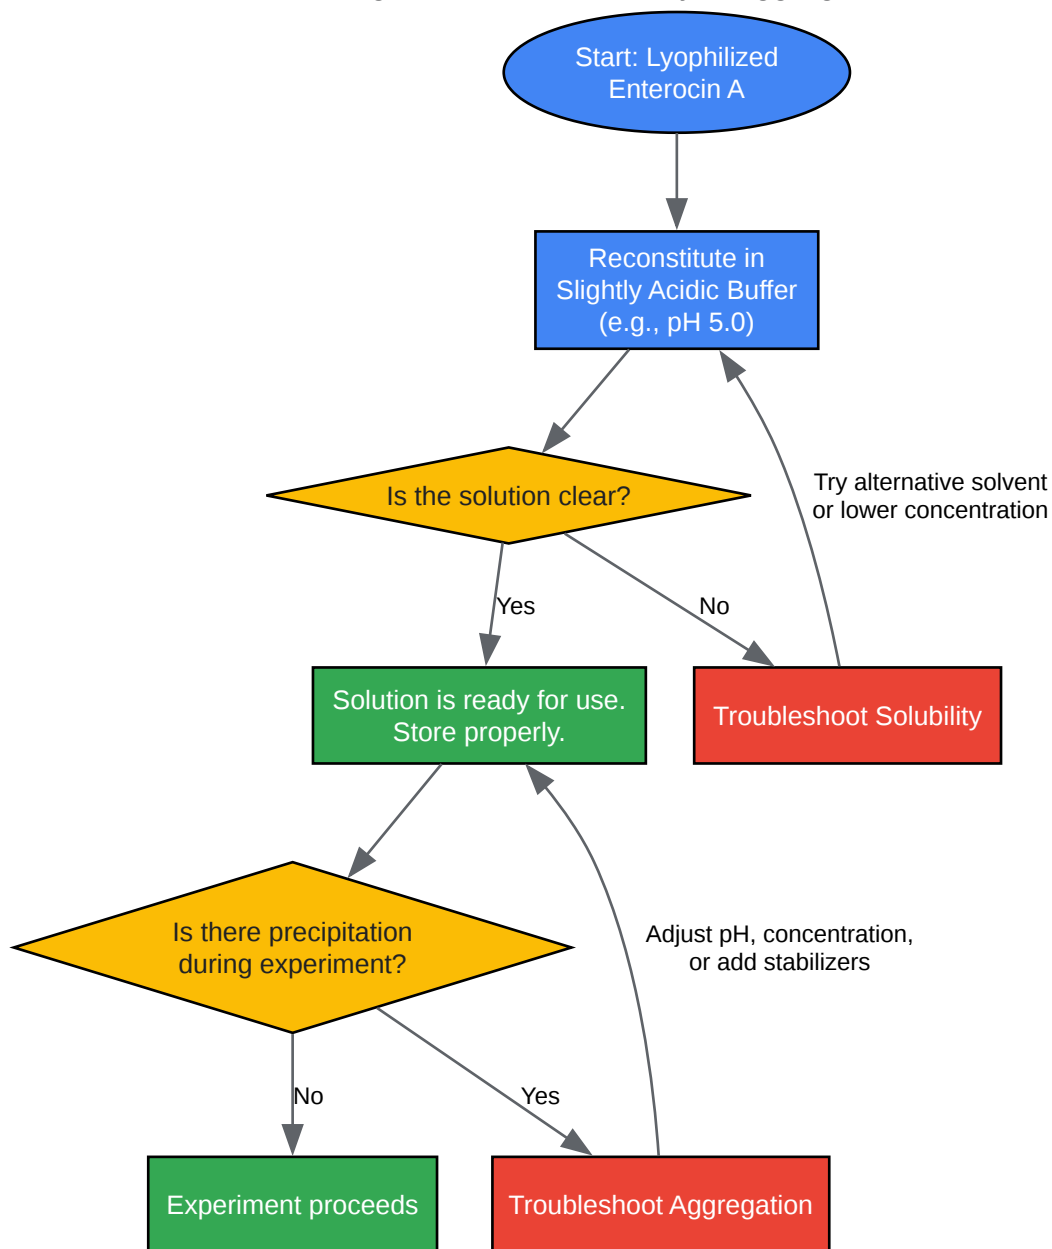 Start: Lyophilized
Enterocin A
Reconstitute in
Slightly Acidic Buffer
(e.g., pH 5.0)
Is the solution clear?
Try alternative solvent
or lower concentration
Yes
No
Solution is ready for use.
Store properly.
Troubleshoot Solubility
Is there precipitation
during experiment?
Adjust pH, concentration,
or add stabilizers
No
Yes
Experiment proceeds
Troubleshoot Aggregation